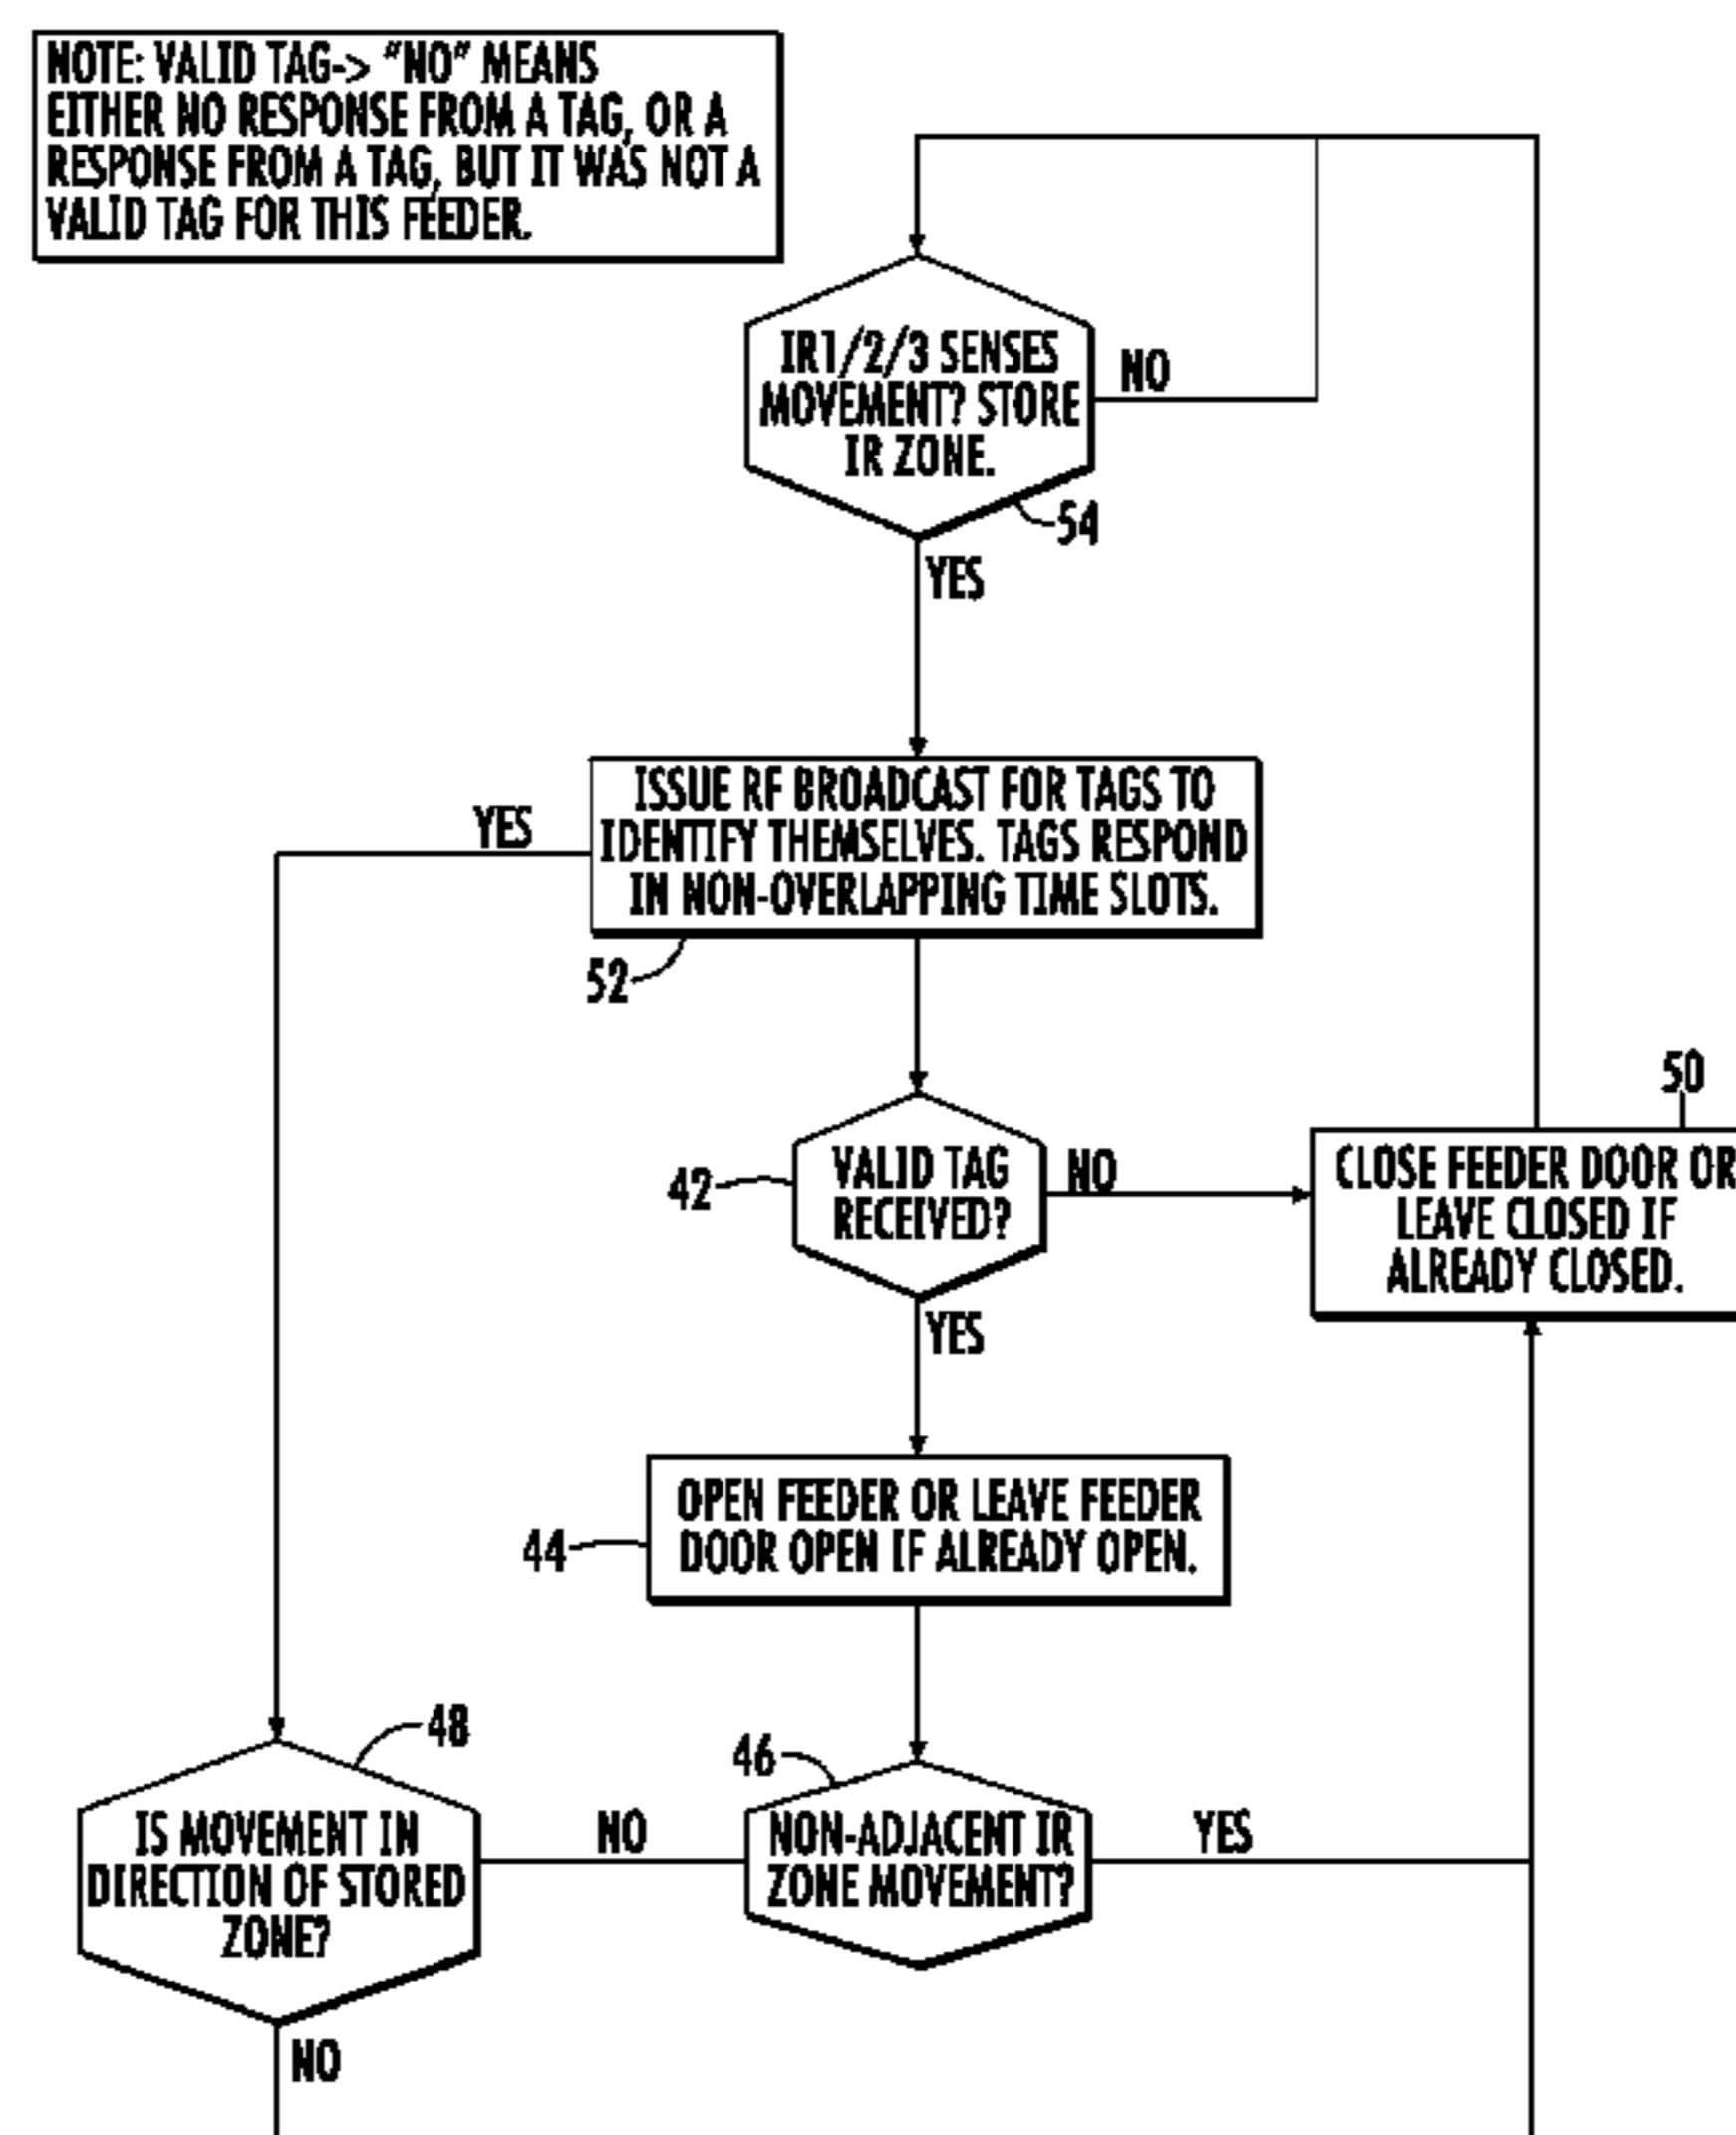 NOTE: VALID TAG-> "NO" MEANS
EITHER NO RESPONSE FROM A TAG, OR A
RESPONSE FROM A TAG, BUT IT WAS NOT A
VALID TAG FOR THIS FEEDER.
IR1/2/3 SENSES
MOVEMENT? STORE
IR ZONE.
NO
54
YES
ISSUE RF BROADCAST FOR TAGS TO
IDENTIFY THEMSELVES. TAGS RESPOND
IN NON-OVERLAPPING TIME SLOTS.
YES
52
50
VALID TAG
RECEIVED?
42
NO
CLOSE FEEDER DOOR OR
LEAVE CLOSED IF
ALREADY CLOSED.
YES
OPEN FEEDER OR LEAVE FEEDER
DOOR OPEN IF ALREADY OPEN.
44
48
46
IS MOVEMENT IN
DIRECTION OF STORED
ZONE?
NO
NON-ADJACENT IR
ZONE MOVEMENT?
YES
NO